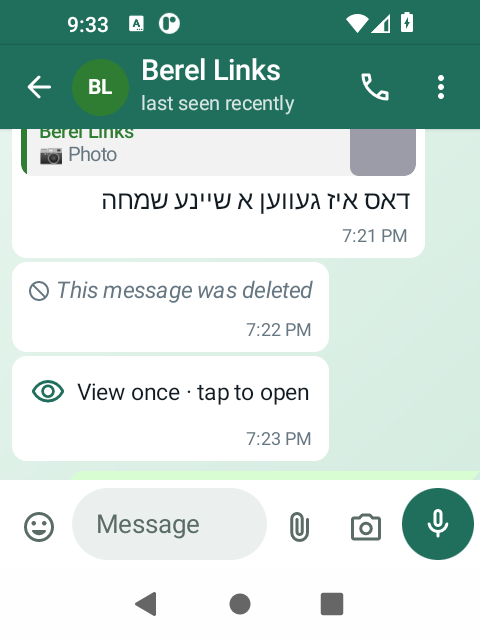 9:33
BL
Berel Links
last seen recently
Berel Links
📷 Photo
דאס איז געווען א שיינע שמחה
7:21 PM
This message was deleted
7:22 PM
View once · tap to open
7:23 PM
Message